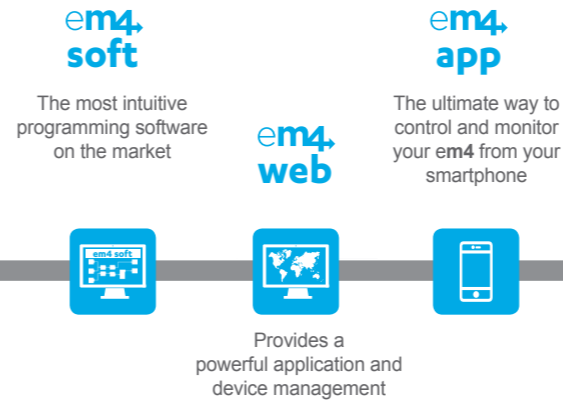 em4
soft
The most intuitive
programming software
on the market
em4
web
em4
app
The ultimate way to
control and monitor
your em4 from your
smartphone
em4 soft
Provides a
powerful application and
device management